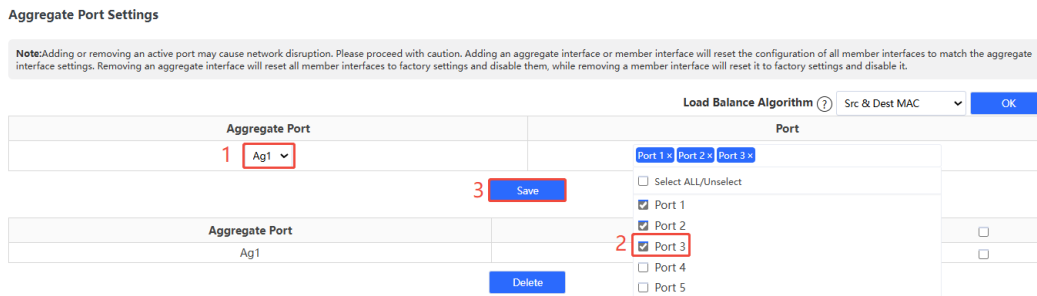 Aggregate Port Settings
Note:Adding or removing an active port may cause network disruption. Please proceed with caution. Adding an aggregate interface or member interface will reset the configuration of all member interfaces to match the aggregate
interface settings. Removing an aggregate interface will reset all member interfaces to factory settings and disable them, while removing a member interface will reset it to factory settings and disable it.
Load Balance Algorithm ? Src & Dest MAC OK
Aggregate Port Port
1 Ag1 Port 1 × Port 2 × Port 3 ×
Select ALL/Unselect
3 Save
Port 1
Port 2
Aggregate Port
2 Port 3
Ag1
Port 4
Delete Port 5